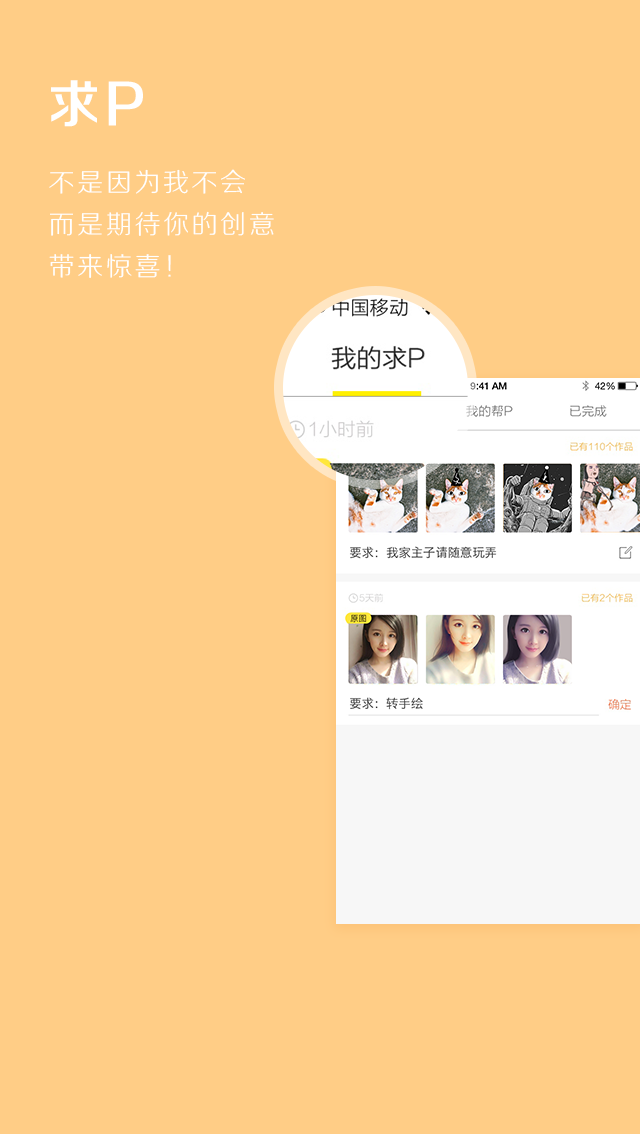 求P
不是因为我不会
而是期待你的创意
带来惊喜!
中国移动
9:41 AM
42%
我的求P
我的帮P
已完成
1小时前
已有110个作品
要求：我家主子请随意玩弄
5天前
已有2个作品
原图
要求：转手绘
确定